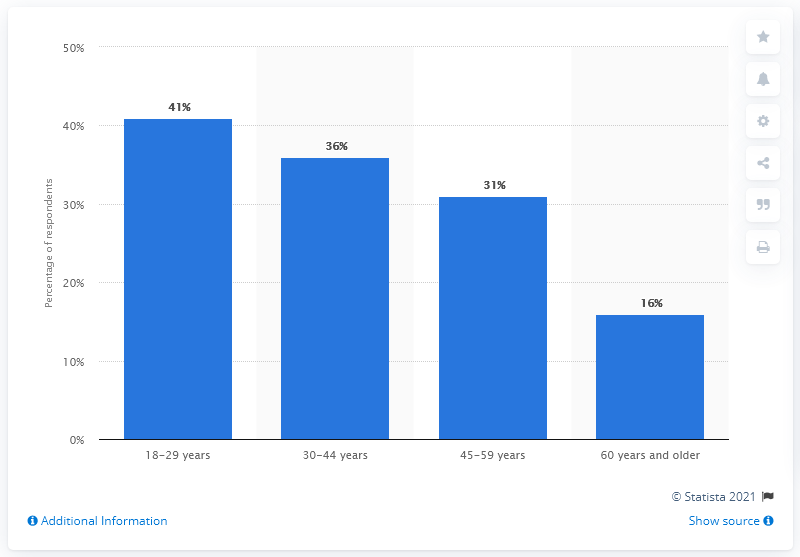 50%
41%
40%
36%
31%
30%
20%
16%
10%
0%
Percentage of respondents
18–29 years
30–44 years
45–59 years
60 years and older
© Statista 2021
Additional Information
Show source